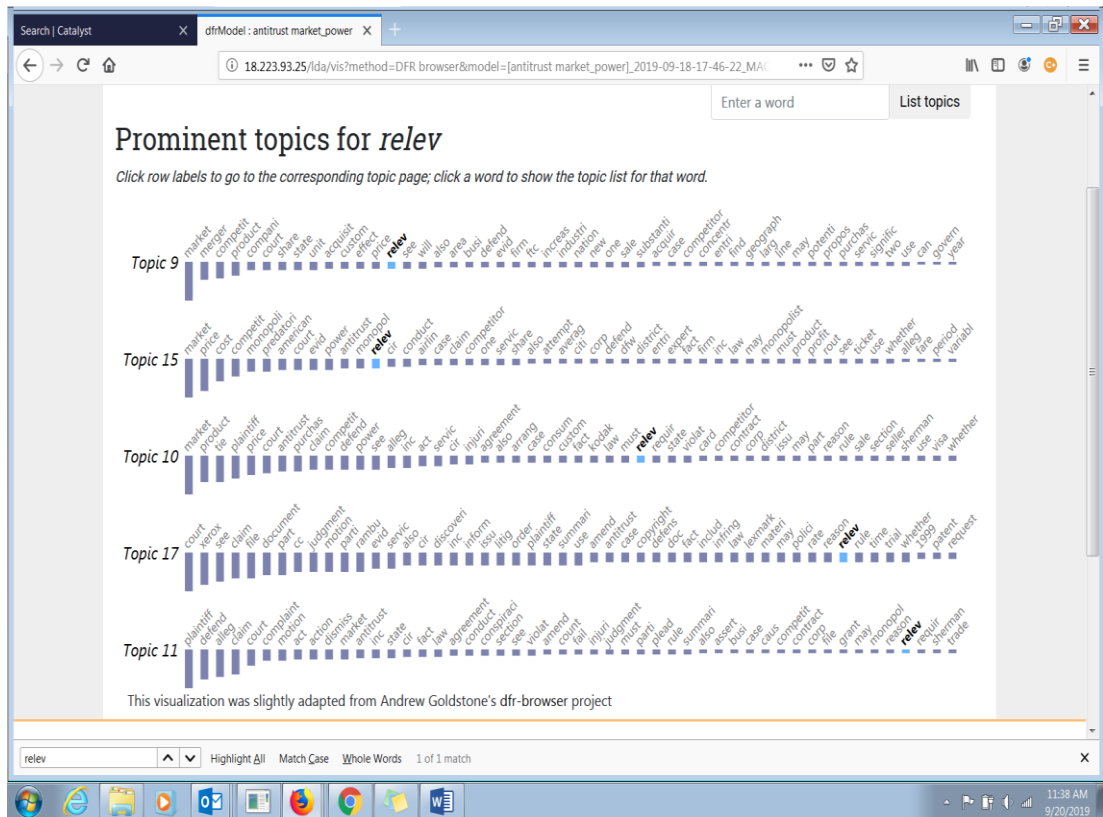 Search | Catalyst
dfrModel : antitrust market_power
18.223.93.25/lda/vis?method=DFR browser&model=[antitrust market_power]_2019-09-18-17-46-22_MA
Enter a word
List topics
Prominent topics for relev
Click row labels to go to the corresponding topic page; click a word to show the topic list for that word.
market merger competit product compani court share state unit acquisit custom effect price relev see will also area busi defend evid firm ftc increas industri nation new one sale substanti acquir case competitor concentr entri find geograph larg line may potenti propos purchas servic signific two use can govern year
Topic 9
market price cost competit monopoli predatori american court evid power antitrust monopol relev cir conduct airlin case claim competitor one servic share also attempt averag citi corp defend dfw district entri expert fact firm inc law may monopolist must product profit rout see ticket use whether alleg fare period variabl
Topic 15
market product tie plaintiff price court antitrust purchas claim competit defend power see alleg inc act servic cir injuri agreement also arrang case consum custom fact kodak law must relev requir state violat card competitor contract corp district issu may part reason rule sale section seller sherman use visa whether
Topic 10
court xerox see claim file document part cc judgment motion parti rambu evid servic also cir discoveri inc inform issu litig order plaintiff state summari use amend antitrust case copyright defens doc fact includ infring law lexmark materi may polici rate reason relev rule time trial whether 1999 patent request
Topic 17
plaintiff defend alleg claim court complaint motion act action dismiss market antitrust inc state cir fact law agreement conduct conspiraci section see violat amend count fail injuri judgment must parti plead rule summari also assert busi case caus competit contract corp file grant may monopol reason relev requir sherman trade
Topic 11
This visualization was slightly adapted from Andrew Goldstone's dfr-browser project
relev
Highlight All Match Case Whole Words 1 of 1 match
11:38 AM
9/20/2019